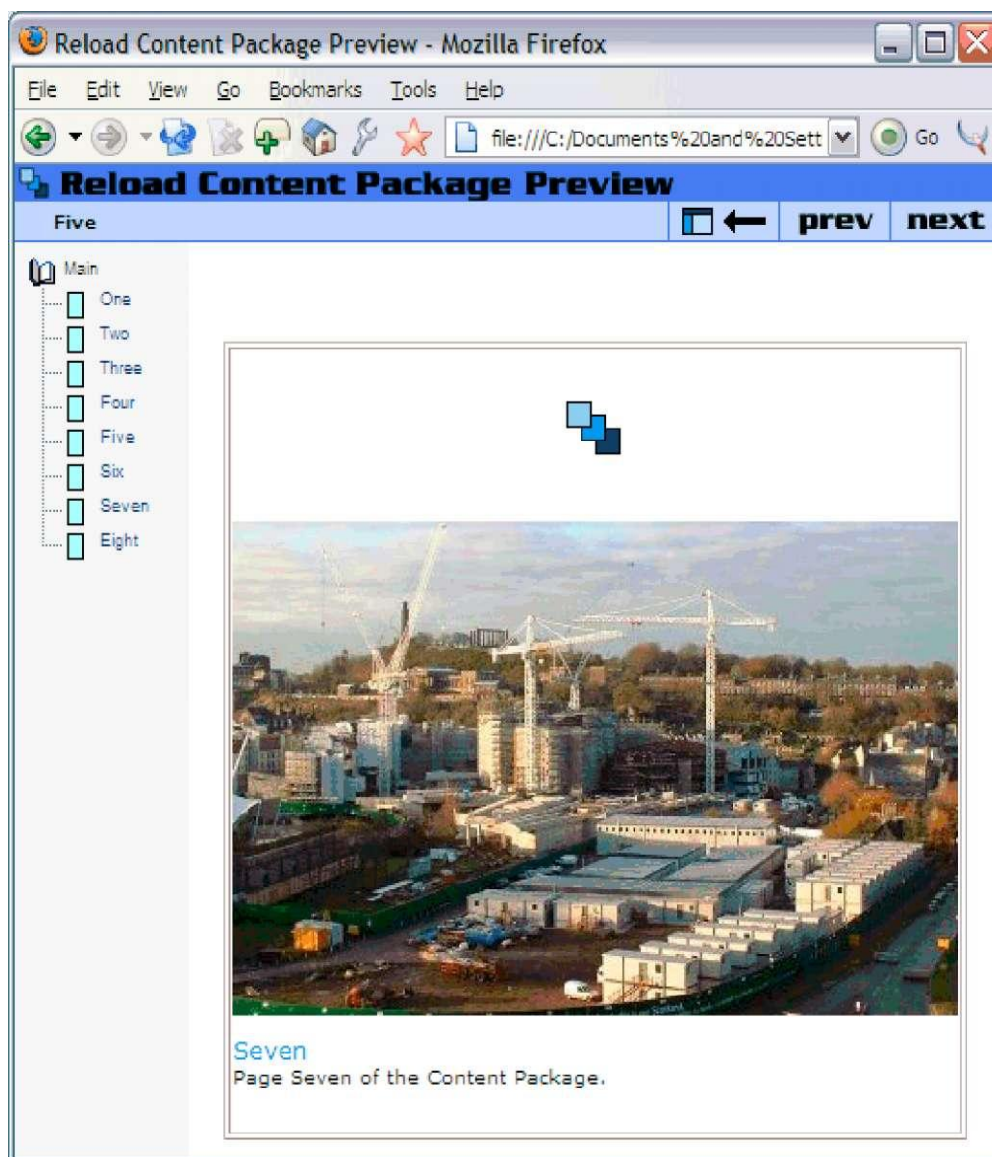 Reload Content Package Preview - Mozilla Firefox
File Edit View Go Bookmarks Tools Help
file:///C:/Documents%20and%20Sett Go
Reload Content Package Preview
Five prev next
Main
One
Two
Three
Four
Five
Six
Seven
Eight
Seven
Page Seven of the Content Package.